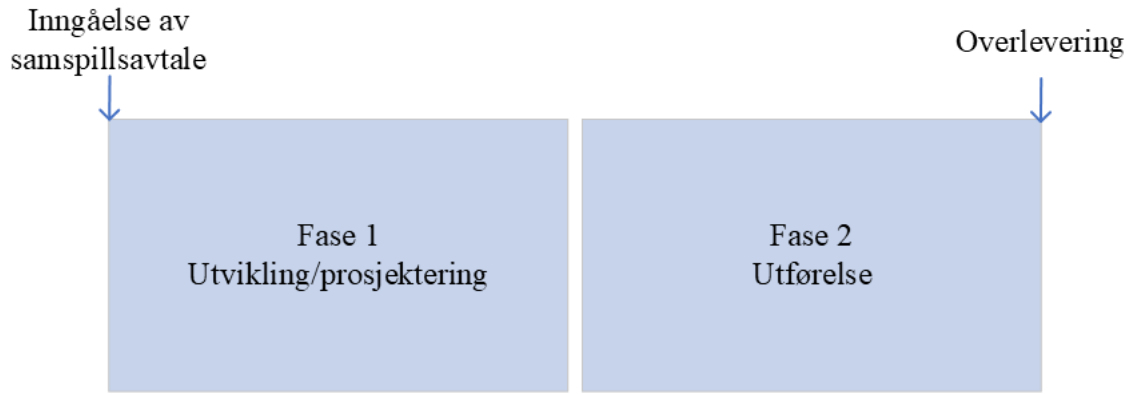 Inngåelse av
samspillsavtale
Overlevering
Fase 1
Utvikling/prosjektering
Fase 2
Utførelse